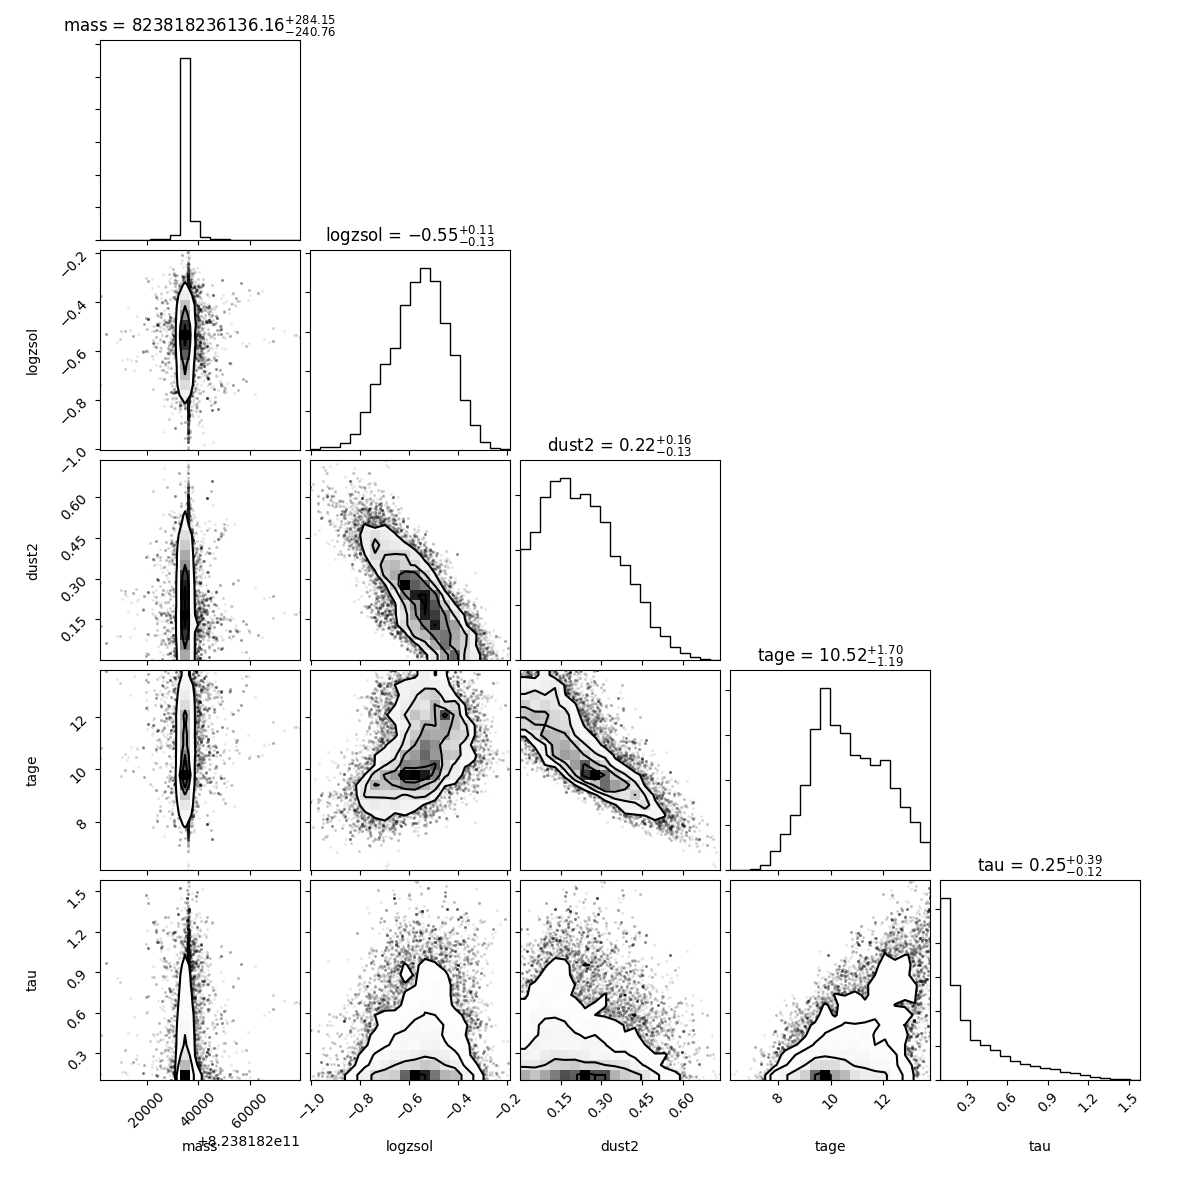 mass = 823818236136.16 +284.15 −240.76
logzsol = −0.55 +0.11 −0.13
−0.2
−0.4
−0.6
−0.8
−1.0
logzsol
dust2 = 0.22 +0.16 −0.13
0.60
0.45
0.30
0.15
dust2
tage = 10.52 +1.70 −1.19
12
10
8
tage
tau = 0.25 +0.39 −0.12
1.5
1.2
0.9
0.6
0.3
tau
20000 40000 60000
−1.0 −0.8 −0.6 −0.4 −0.2
0.15 0.30 0.45 0.60
8 10 12
0.3 0.6 0.9 1.2 1.5
+8.238182e11
mass logzsol dust2 tage tau